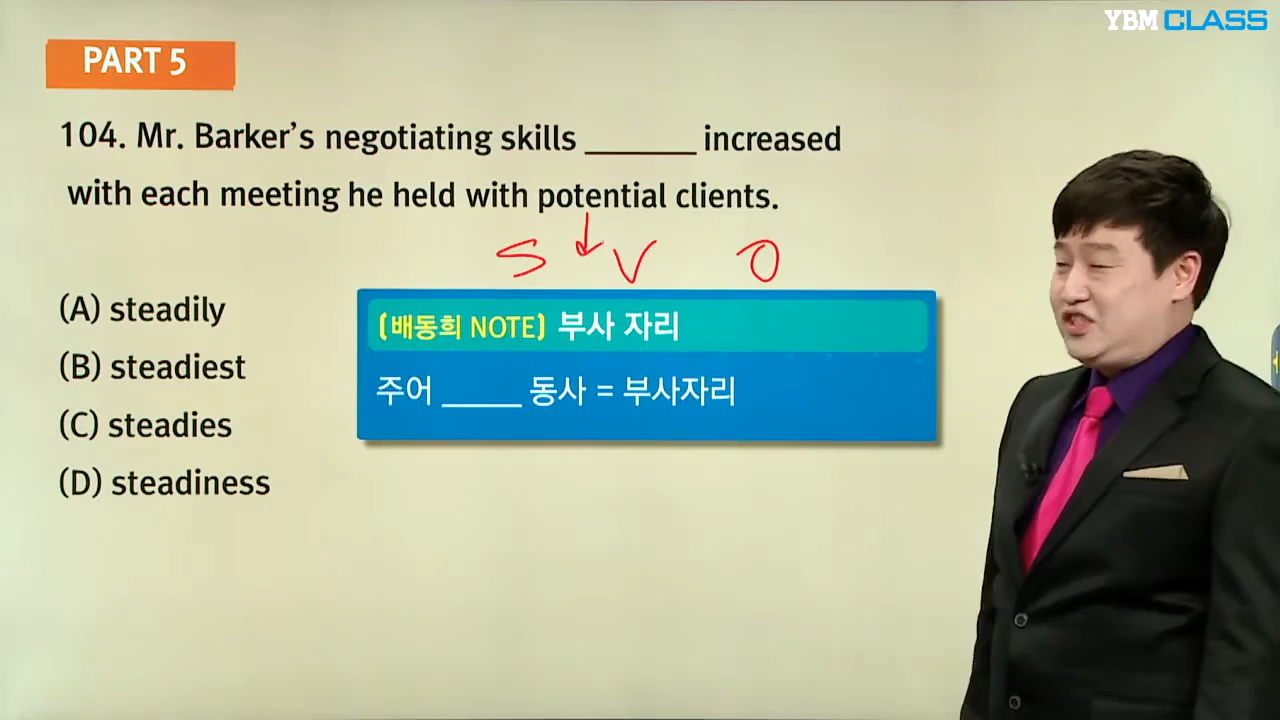 YBM CLASS
PART 5
104. Mr. Barker's negotiating skills ______ increased
with each meeting he held with potential clients.
S V O
(A) steadily
(B) steadiest
(C) steadies
(D) steadiness
(배동희 NOTE) 부사 자리
주어 _____ 동사 = 부사자리